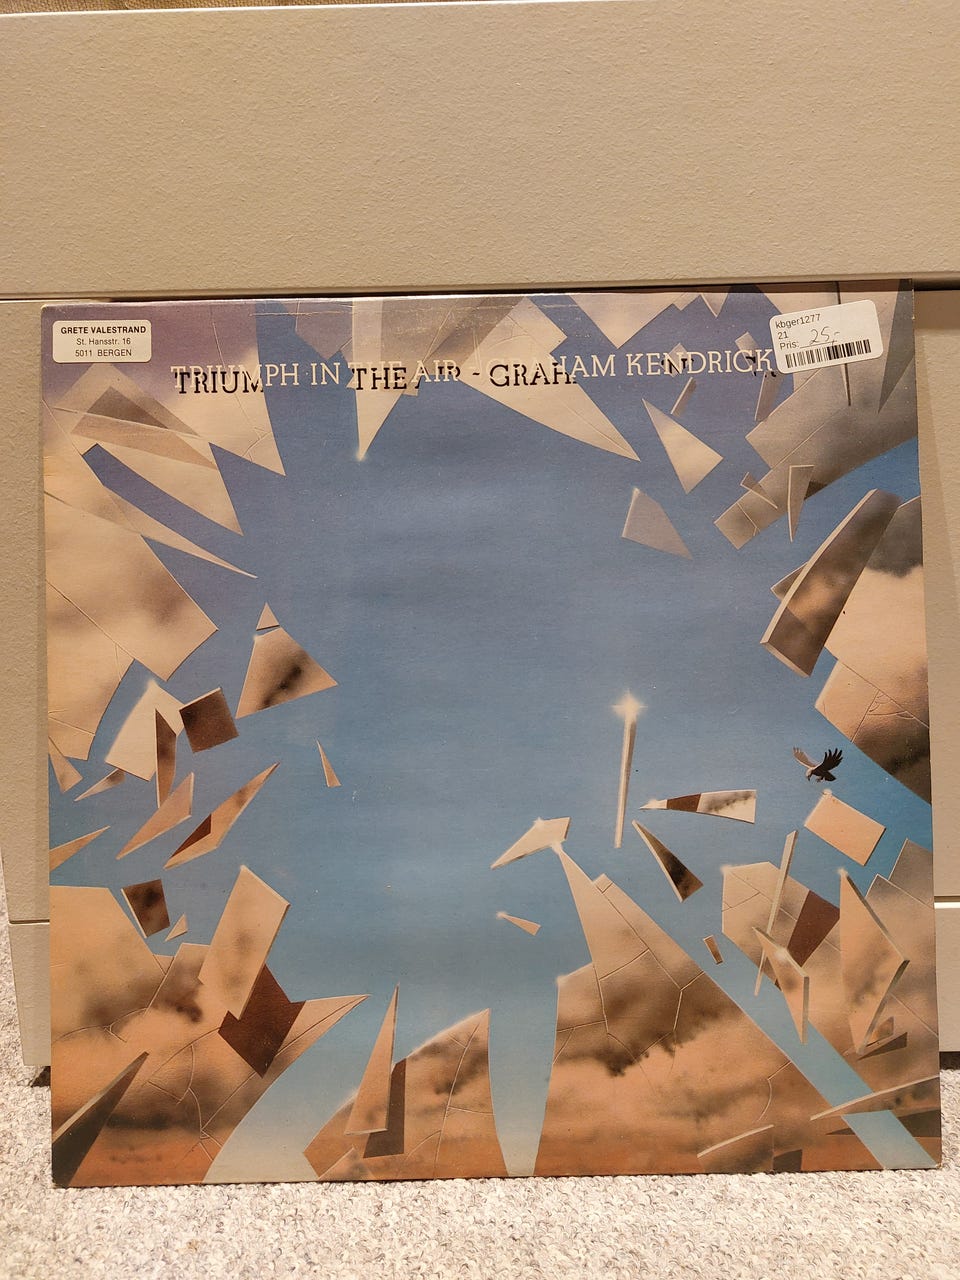 GRETE VALESTRAND
St. Hansstr. 16
5011 BERGEN
kbger1277
21
Pris: 25,-
TRIUMPH IN THE AIR - GRAHAM KENDRICK